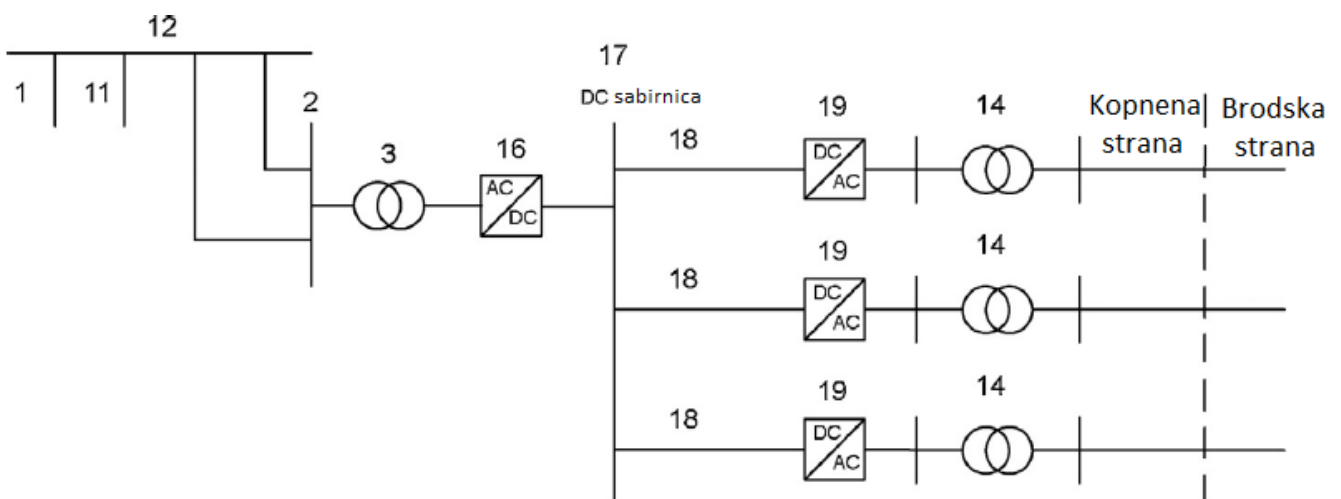 12
1
11
2
3
16
AC
DC
17
DC sabirnica
18
19
DC
AC
14
Kopnena
strana
Brodska
strana
18
19
DC
AC
14
18
19
DC
AC
14